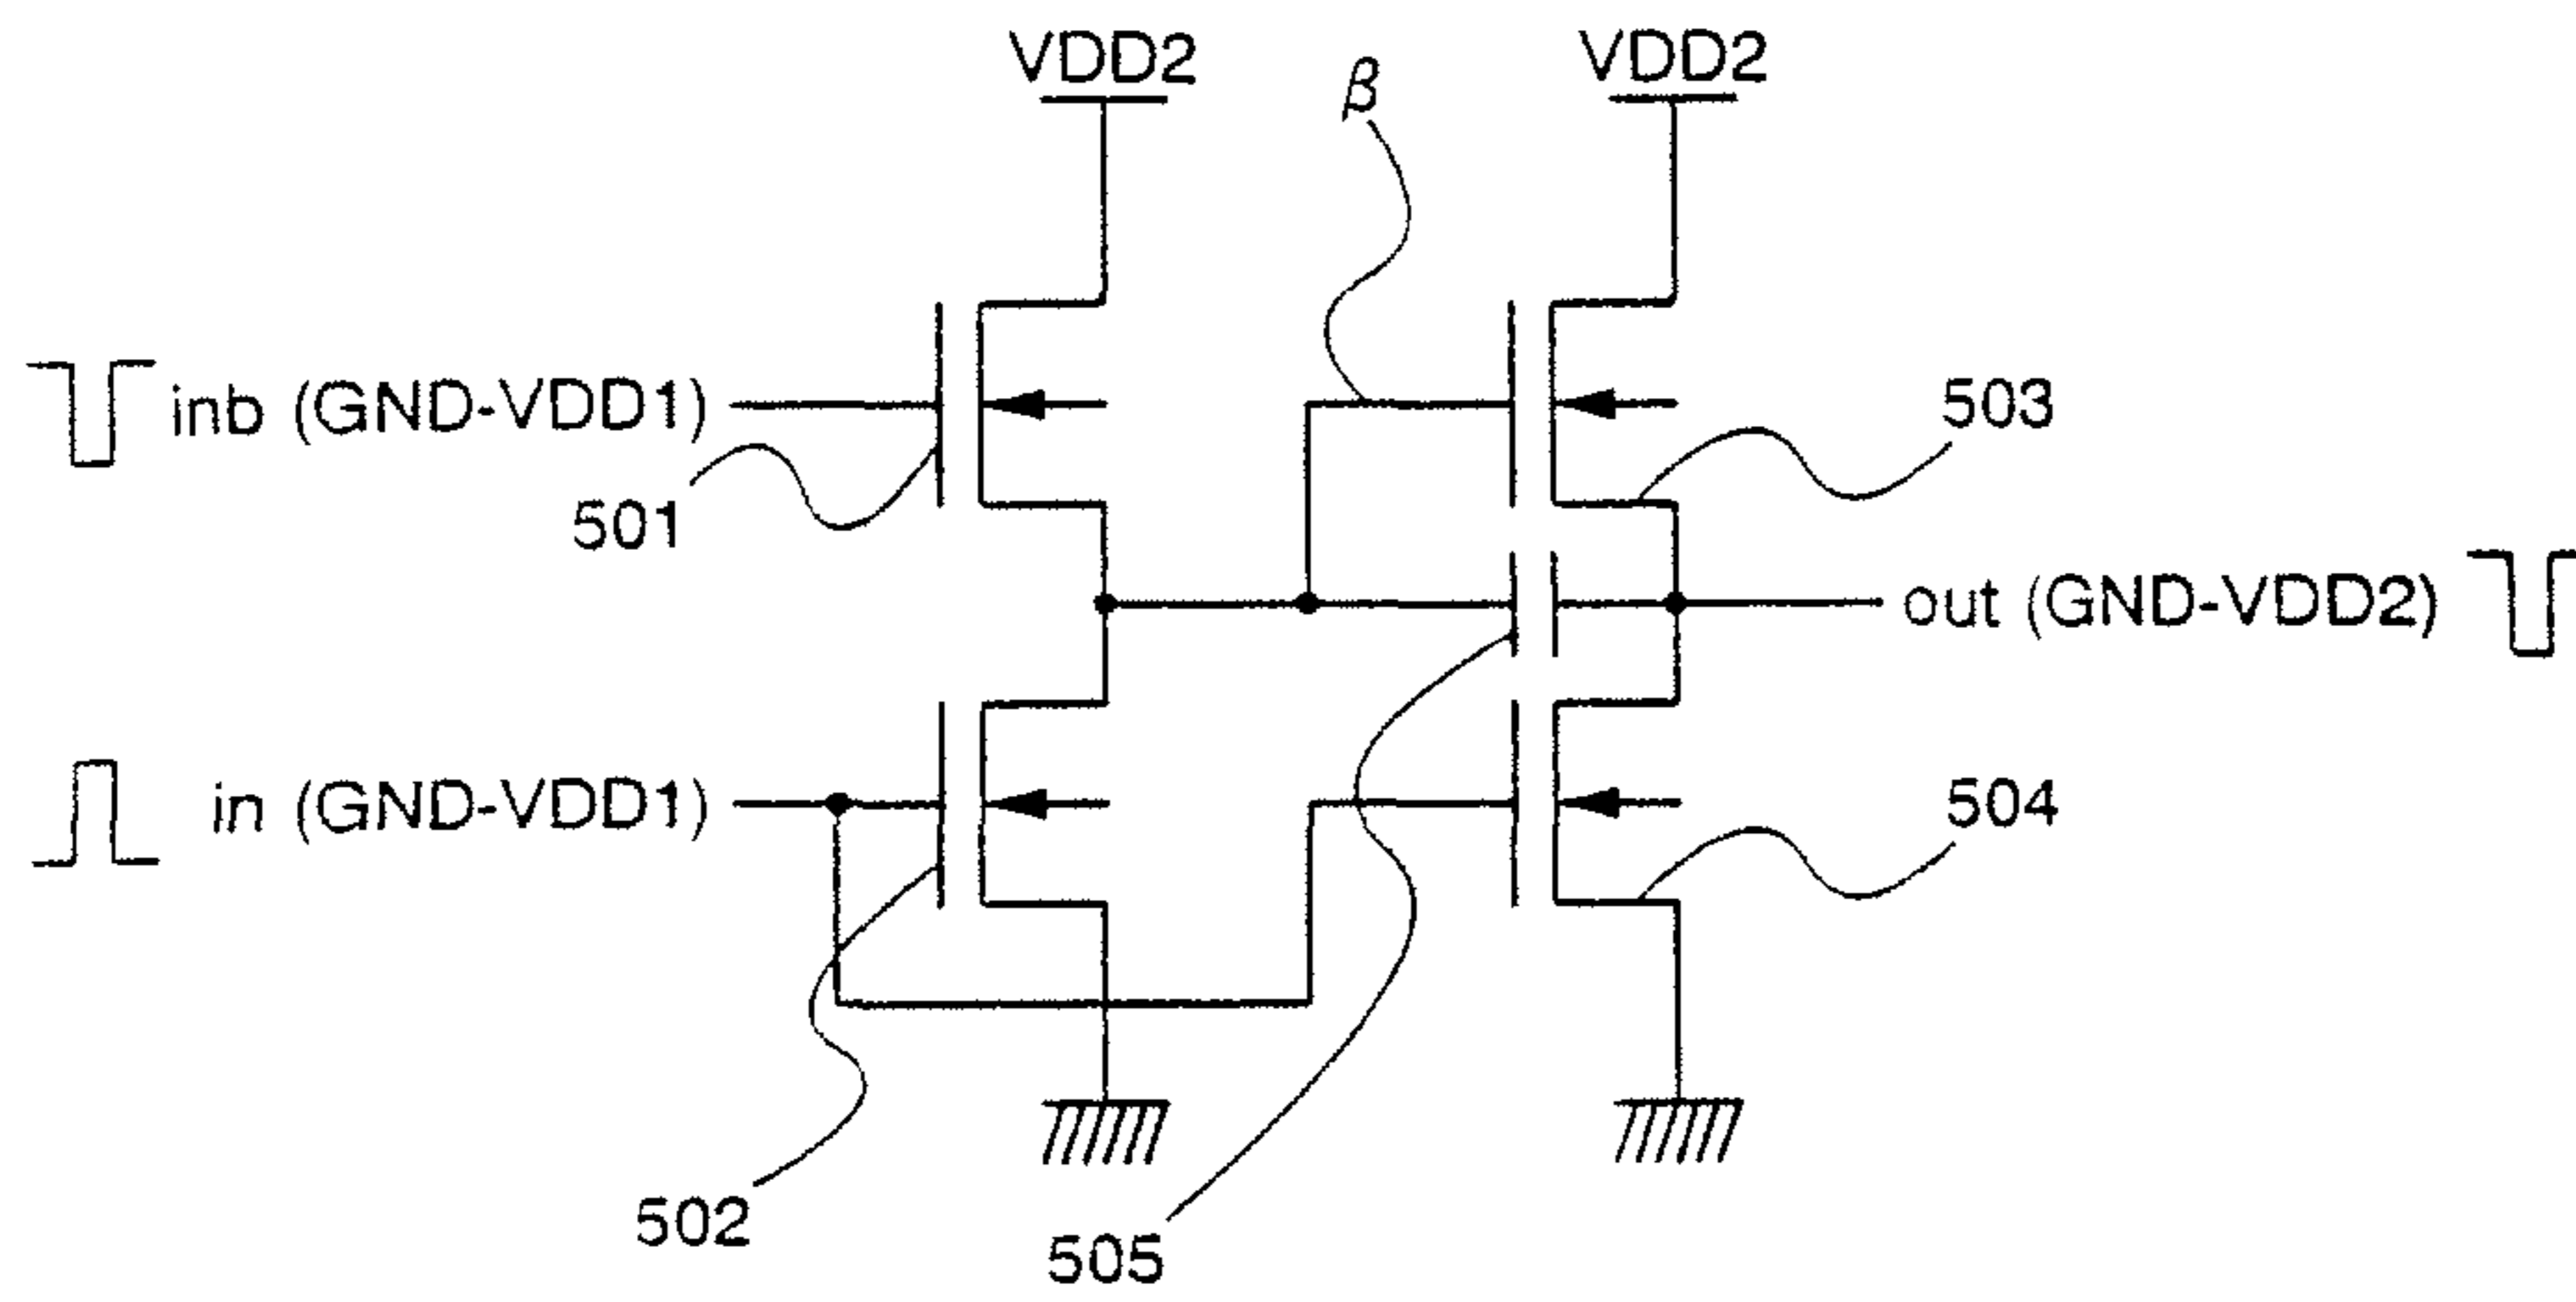 VDD2
β
VDD2
inb (GND-VDD1)
503
501
out (GND-VDD2)
in (GND-VDD1)
504
502
505